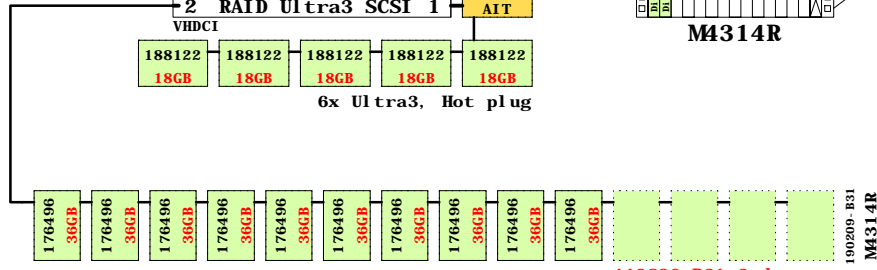 2 RAID Ultra3 SCSI 1
AIT
VHDCI
Di Di
M4314R
188122 188122 188122 188122 188122
18GB 18GB 18GB 18GB 18GB
6x Ultra3, Hot plug
176496 36GB
176496 36GB
176496 36GB
176496 36GB
176496 36GB
176496 36GB
176496 36GB
176496 36GB
176496 36GB
176496 36GB
190209-B31
M4314R